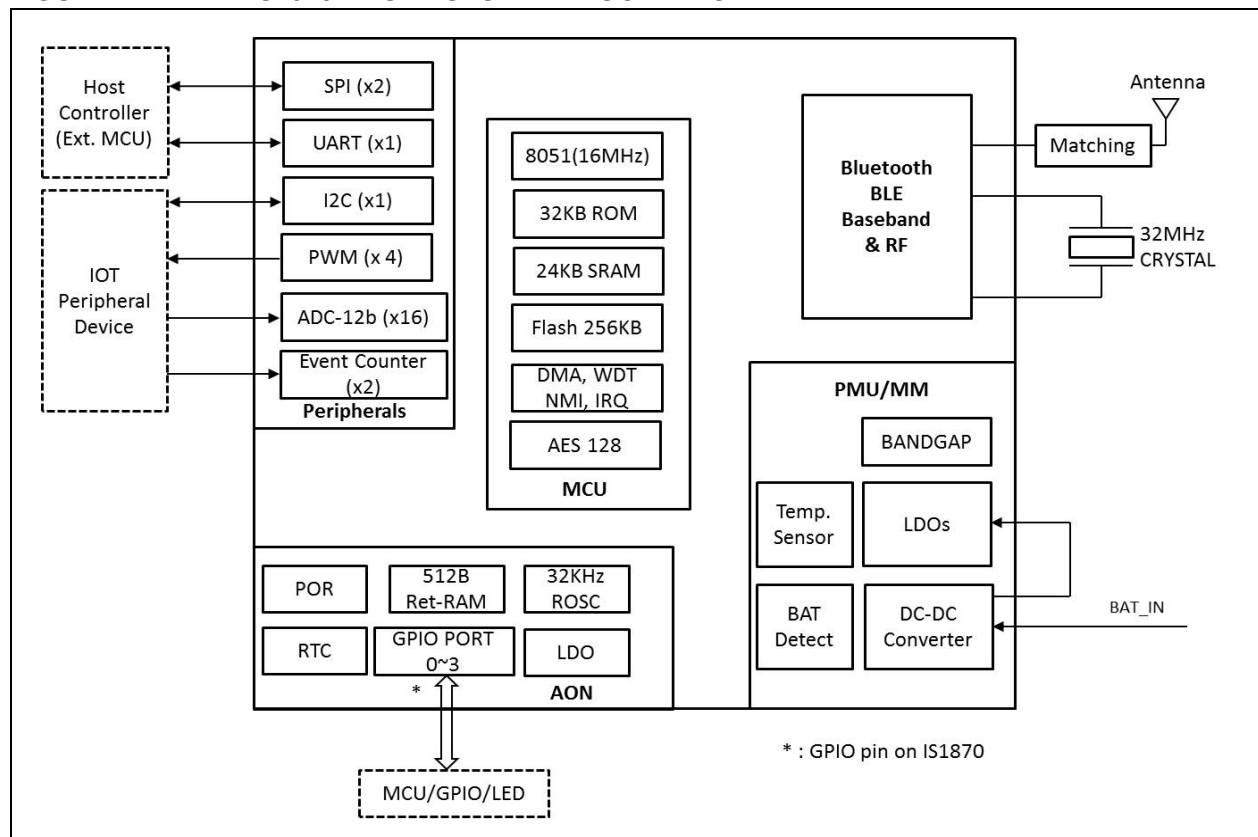 Host
Controller
(Ext. MCU)
IOT
Peripheral
Device
SPI (x2)
UART (x1)
I2C (x1)
PWM (x 4)
ADC-12b (x16)
Event Counter
(x2)
Peripherals
8051(16MHz)
32KB ROM
24KB SRAM
Flash 256KB
DMA, WDT
NMI, IRQ
AES 128
MCU
Bluetooth
BLE
Baseband
& RF
Antenna
Matching
32MHz
CRYSTAL
PMU/MM
BANDGAP
Temp.
Sensor
LDOs
BAT
Detect
DC-DC
Converter
BAT_IN
POR
512B
Ret-RAM
32KHz
ROSC
RTC
GPIO PORT
0~3
LDO
*
AON
MCU/GPIO/LED
* : GPIO pin on IS1870